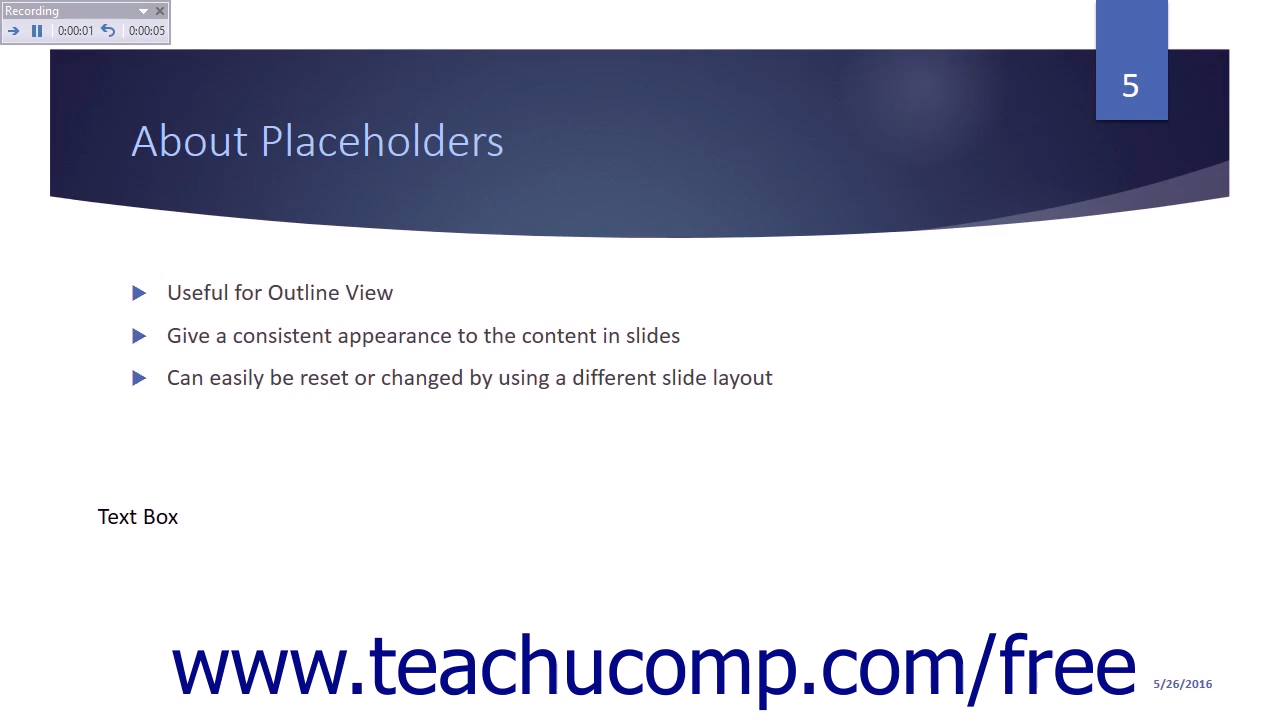 Recording
0:00:01 0:00:05
5
About Placeholders
Useful for Outline View
Give a consistent appearance to the content in slides
Can easily be reset or changed by using a different slide layout
Text Box
www.teachucomp.com/free
5/26/2016